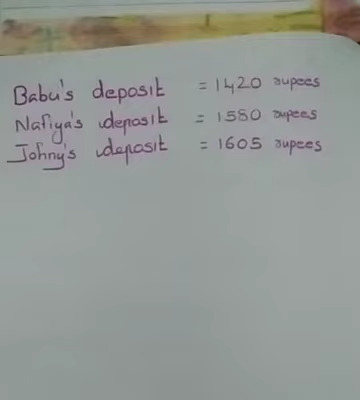 Babu's deposit = 1420 rupees
Nafiya's deposit = 1580 rupees
Johny's deposit = 1605 rupees